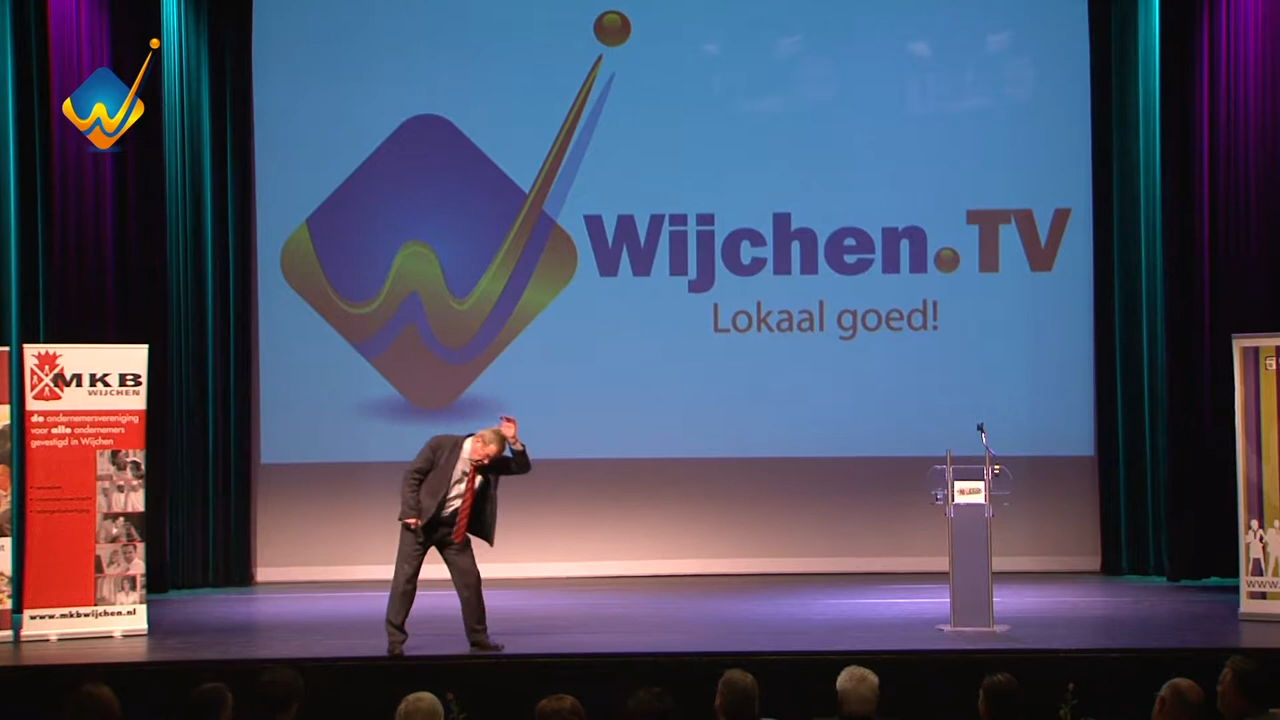 Wijchen.TV
Lokaal goed!
MKB
WIJCHEN
de ondernemersvereniging
voor alle ondernemers
gevestigd in Wijchen
www.mkbwijchen.nl